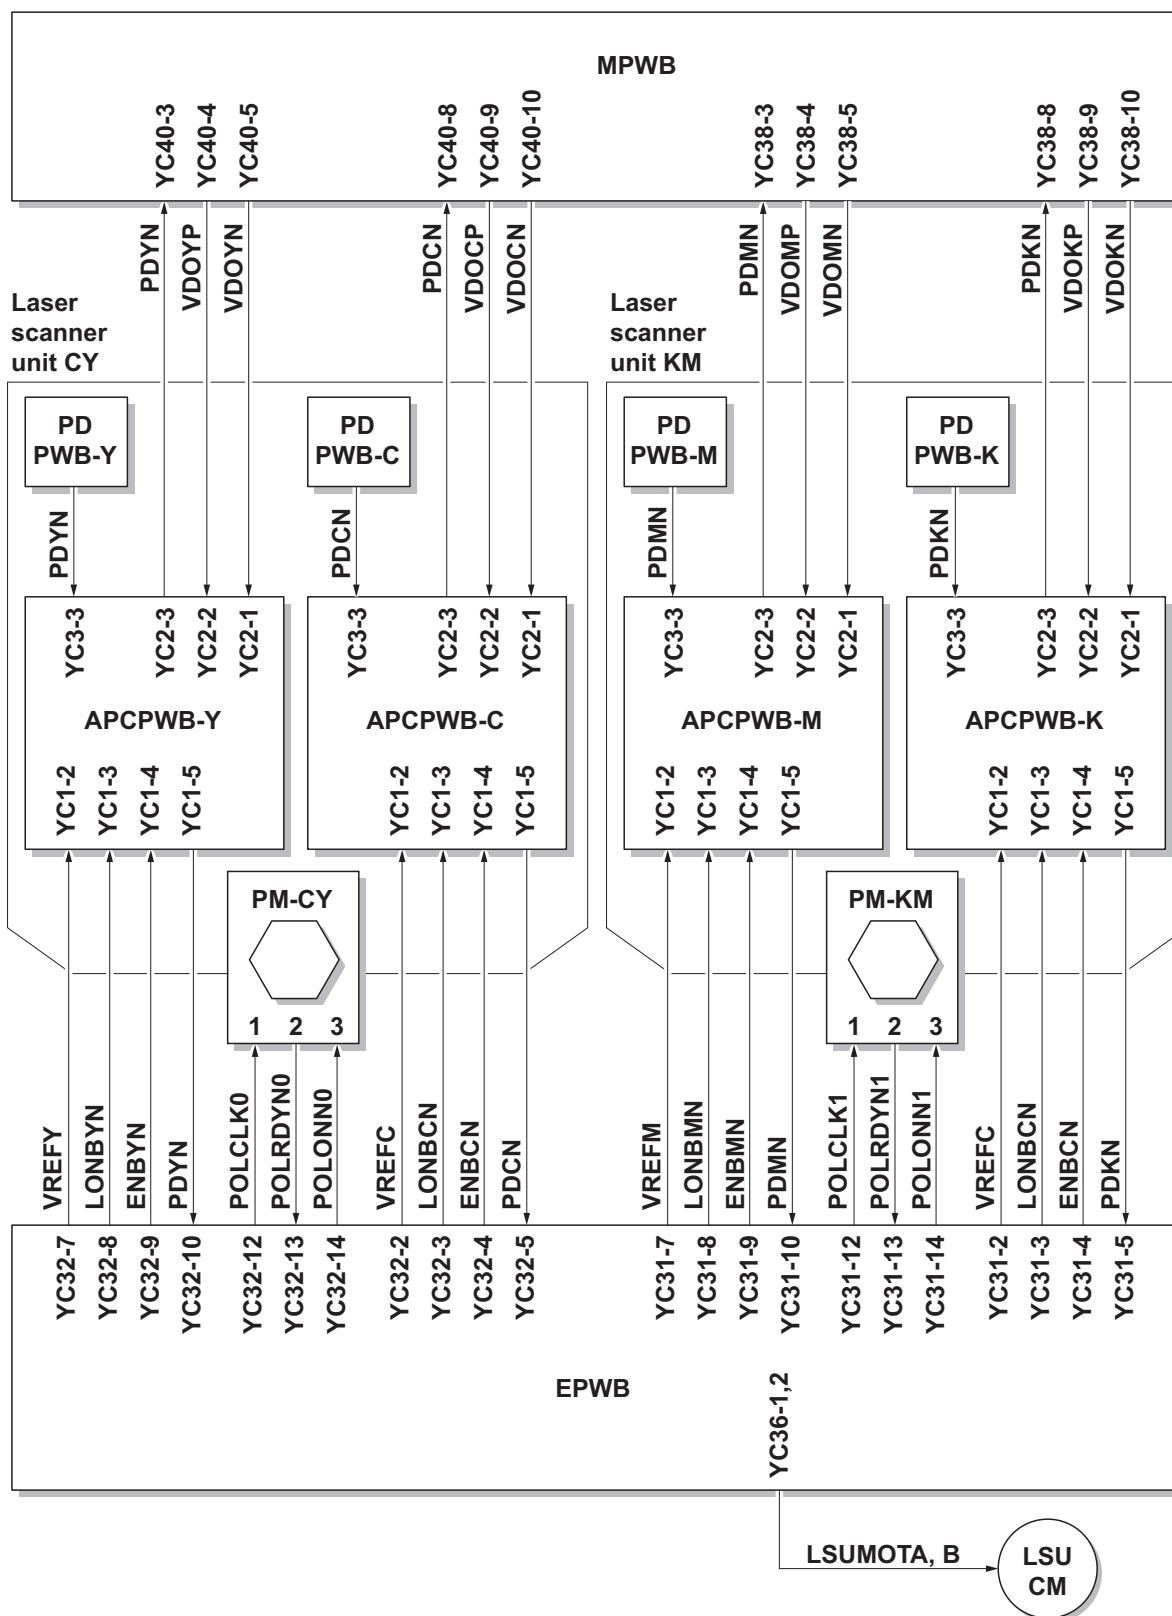 MPWB
YC40-3
YC40-4
YC40-5
YC40-8
YC40-9
YC40-10
YC38-3
YC38-4
YC38-5
YC38-8
YC38-9
YC38-10
PDYN
VDOYP
VDOYN
PDCN
VDOCP
VDOCN
PDMN
VDOMP
VDOMN
PDKN
VDOKP
VDOKN
Laser
scanner
unit CY
Laser
scanner
unit KM
PD
PWB-Y
PD
PWB-C
PD
PWB-M
PD
PWB-K
PDYN
PDCN
PDMN
PDKN
YC3-3
YC2-3
YC2-2
YC2-1
YC3-3
YC2-3
YC2-2
YC2-1
YC3-3
YC2-3
YC2-2
YC2-1
YC3-3
YC2-3
YC2-2
YC2-1
APCPWB-Y
APCPWB-C
APCPWB-M
APCPWB-K
YC1-2
YC1-3
YC1-4
YC1-5
YC1-2
YC1-3
YC1-4
YC1-5
YC1-2
YC1-3
YC1-4
YC1-5
YC1-2
YC1-3
YC1-4
YC1-5
PM-CY
1 2 3
PM-KM
1 2 3
VREFY
LONBYN
ENBYN
PDYN
POLCLK0
POLRDYN0
POLONN0
VREFC
LONBCN
ENBCN
PDCN
VREFM
LONBMN
ENBMN
PDMN
POLCLK1
POLRDYN1
POLONN1
VREFC
LONBCN
ENBCN
PDKN
YC32-7
YC32-8
YC32-9
YC32-10
YC32-12
YC32-13
YC32-14
YC32-2
YC32-3
YC32-4
YC32-5
YC31-7
YC31-8
YC31-9
YC31-10
YC31-12
YC31-13
YC31-14
YC31-2
YC31-3
YC31-4
YC31-5
EPWB
YC36-1,2
LSUMOTA, B
LSU
CM